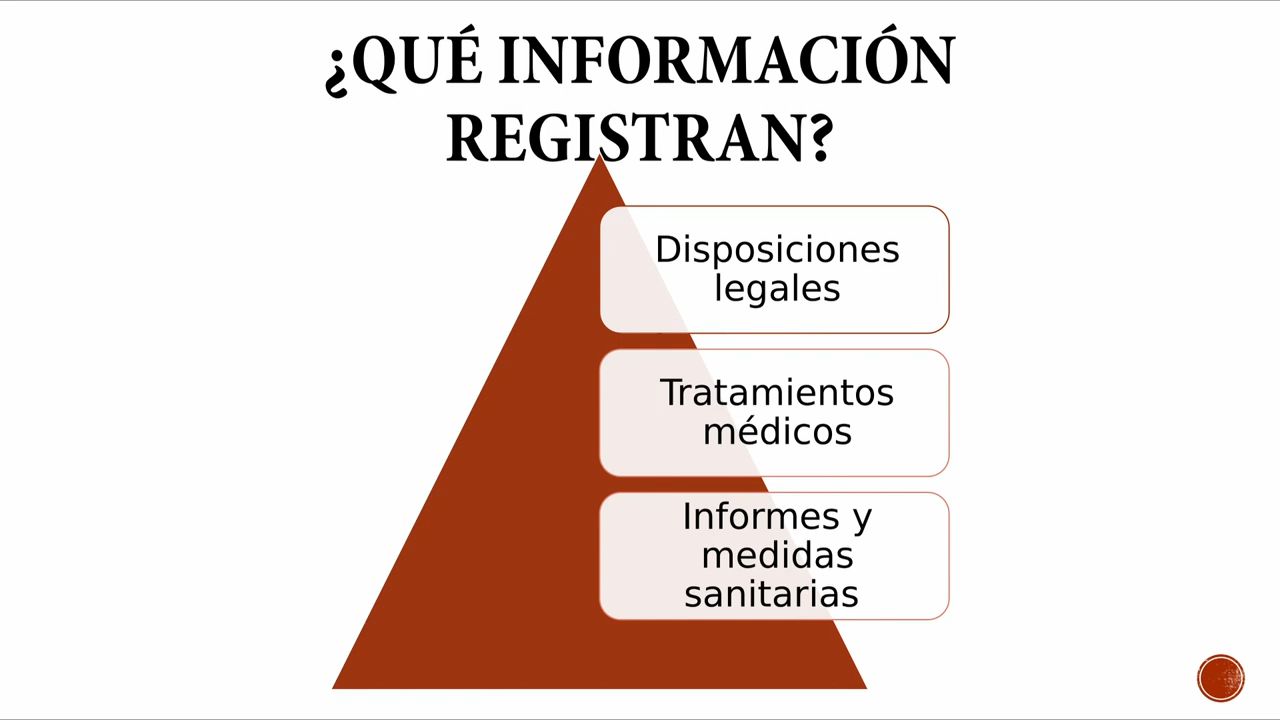 ¿QUÉ INFORMACIÓN
REGISTRAN?
Disposiciones
legales
Tratamientos
médicos
Informes y
medidas
sanitarias